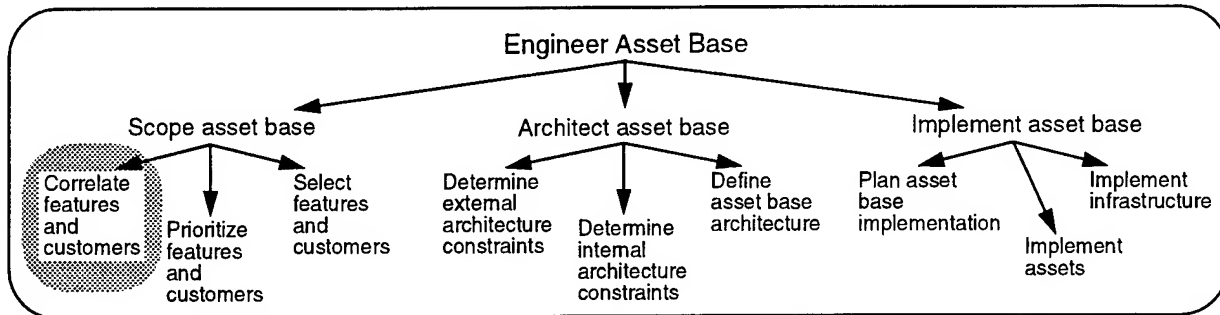 Engineer Asset Base
Scope asset base
Architect asset base
Implement asset base
Correlate
features
and
customers
Prioritize
features
and
customers
Select
features
and
customers
Determine
external
architecture
constraints
Determine
internal
architecture
constraints
Define
asset base
architecture
Plan asset
base
implementation
Implement
assets
Implement
infrastructure